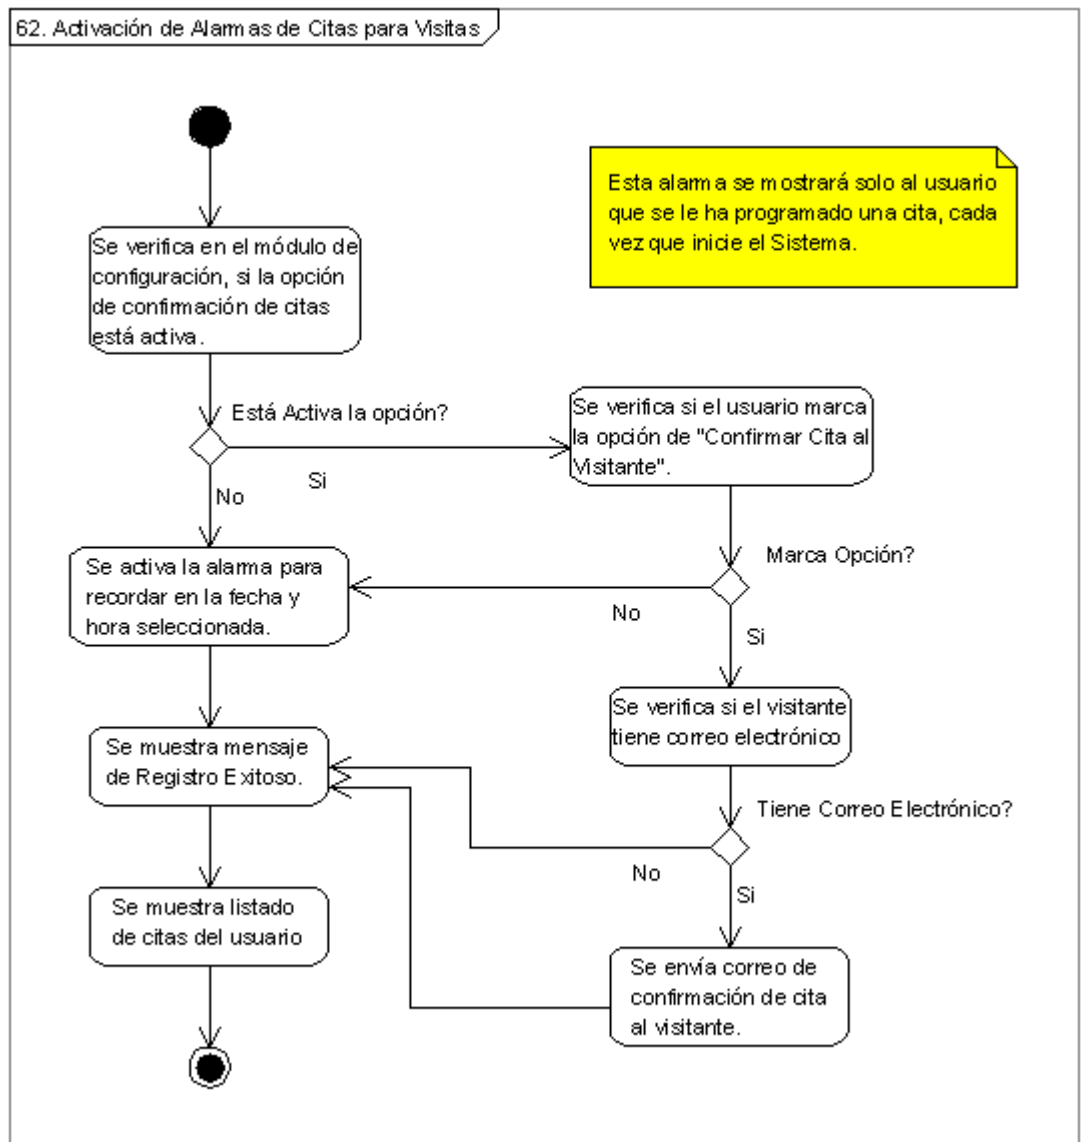 62. Activación de Alarmas de Citas para Visitas
Esta alarma se mostrará solo al usuario
que se le ha programado una cita, cada
vez que inicie el Sistema.
Se verifica en el módulo de
configuración, si la opción
de confirmación de citas
está activa.
Está Activa la opción?
Si
No
Se verifica si el usuario marca
la opción de "Confirmar Cita al
Visitante".
Marca Opción?
No
Si
Se activa la alarma para
recordar en la fecha y
hora seleccionada.
Se verifica si el visitante
tiene correo electrónico
Se muestra mensaje
de Registro Exitoso.
Tiene Correo Electrónico?
No
Si
Se muestra listado
de citas del usuario
Se envía correo de
confirmación de cita
al visitante.